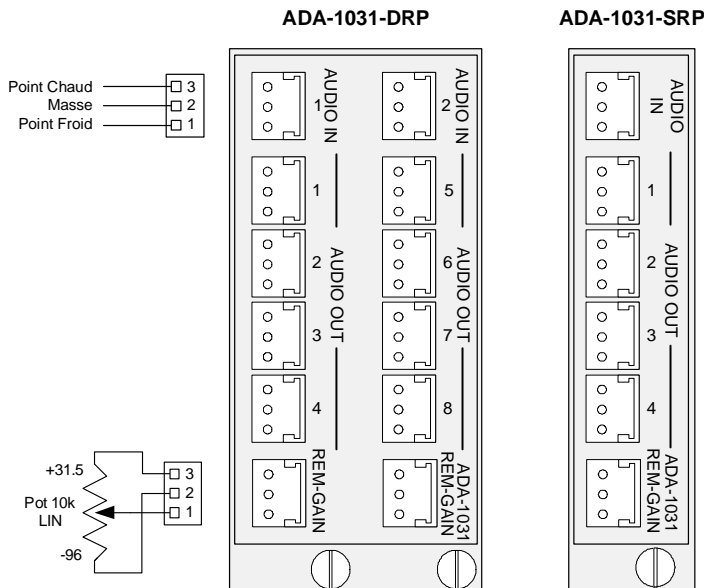 ADA-1031-DRP
ADA-1031-SRP
Point Chaud
Masse
Point Froid
3
2
1
1
AUDIO IN
2
AUDIO IN
1
2
3
4
AUDIO OUT
5
6
7
8
AUDIO OUT
REM-GAIN
ADA-1031
REM-GAIN
AUDIO
IN
1
2
3
4
AUDIO OUT
ADA-1031
REM-GAIN
+31.5
Pot 10k
LIN
-96
3
2
1